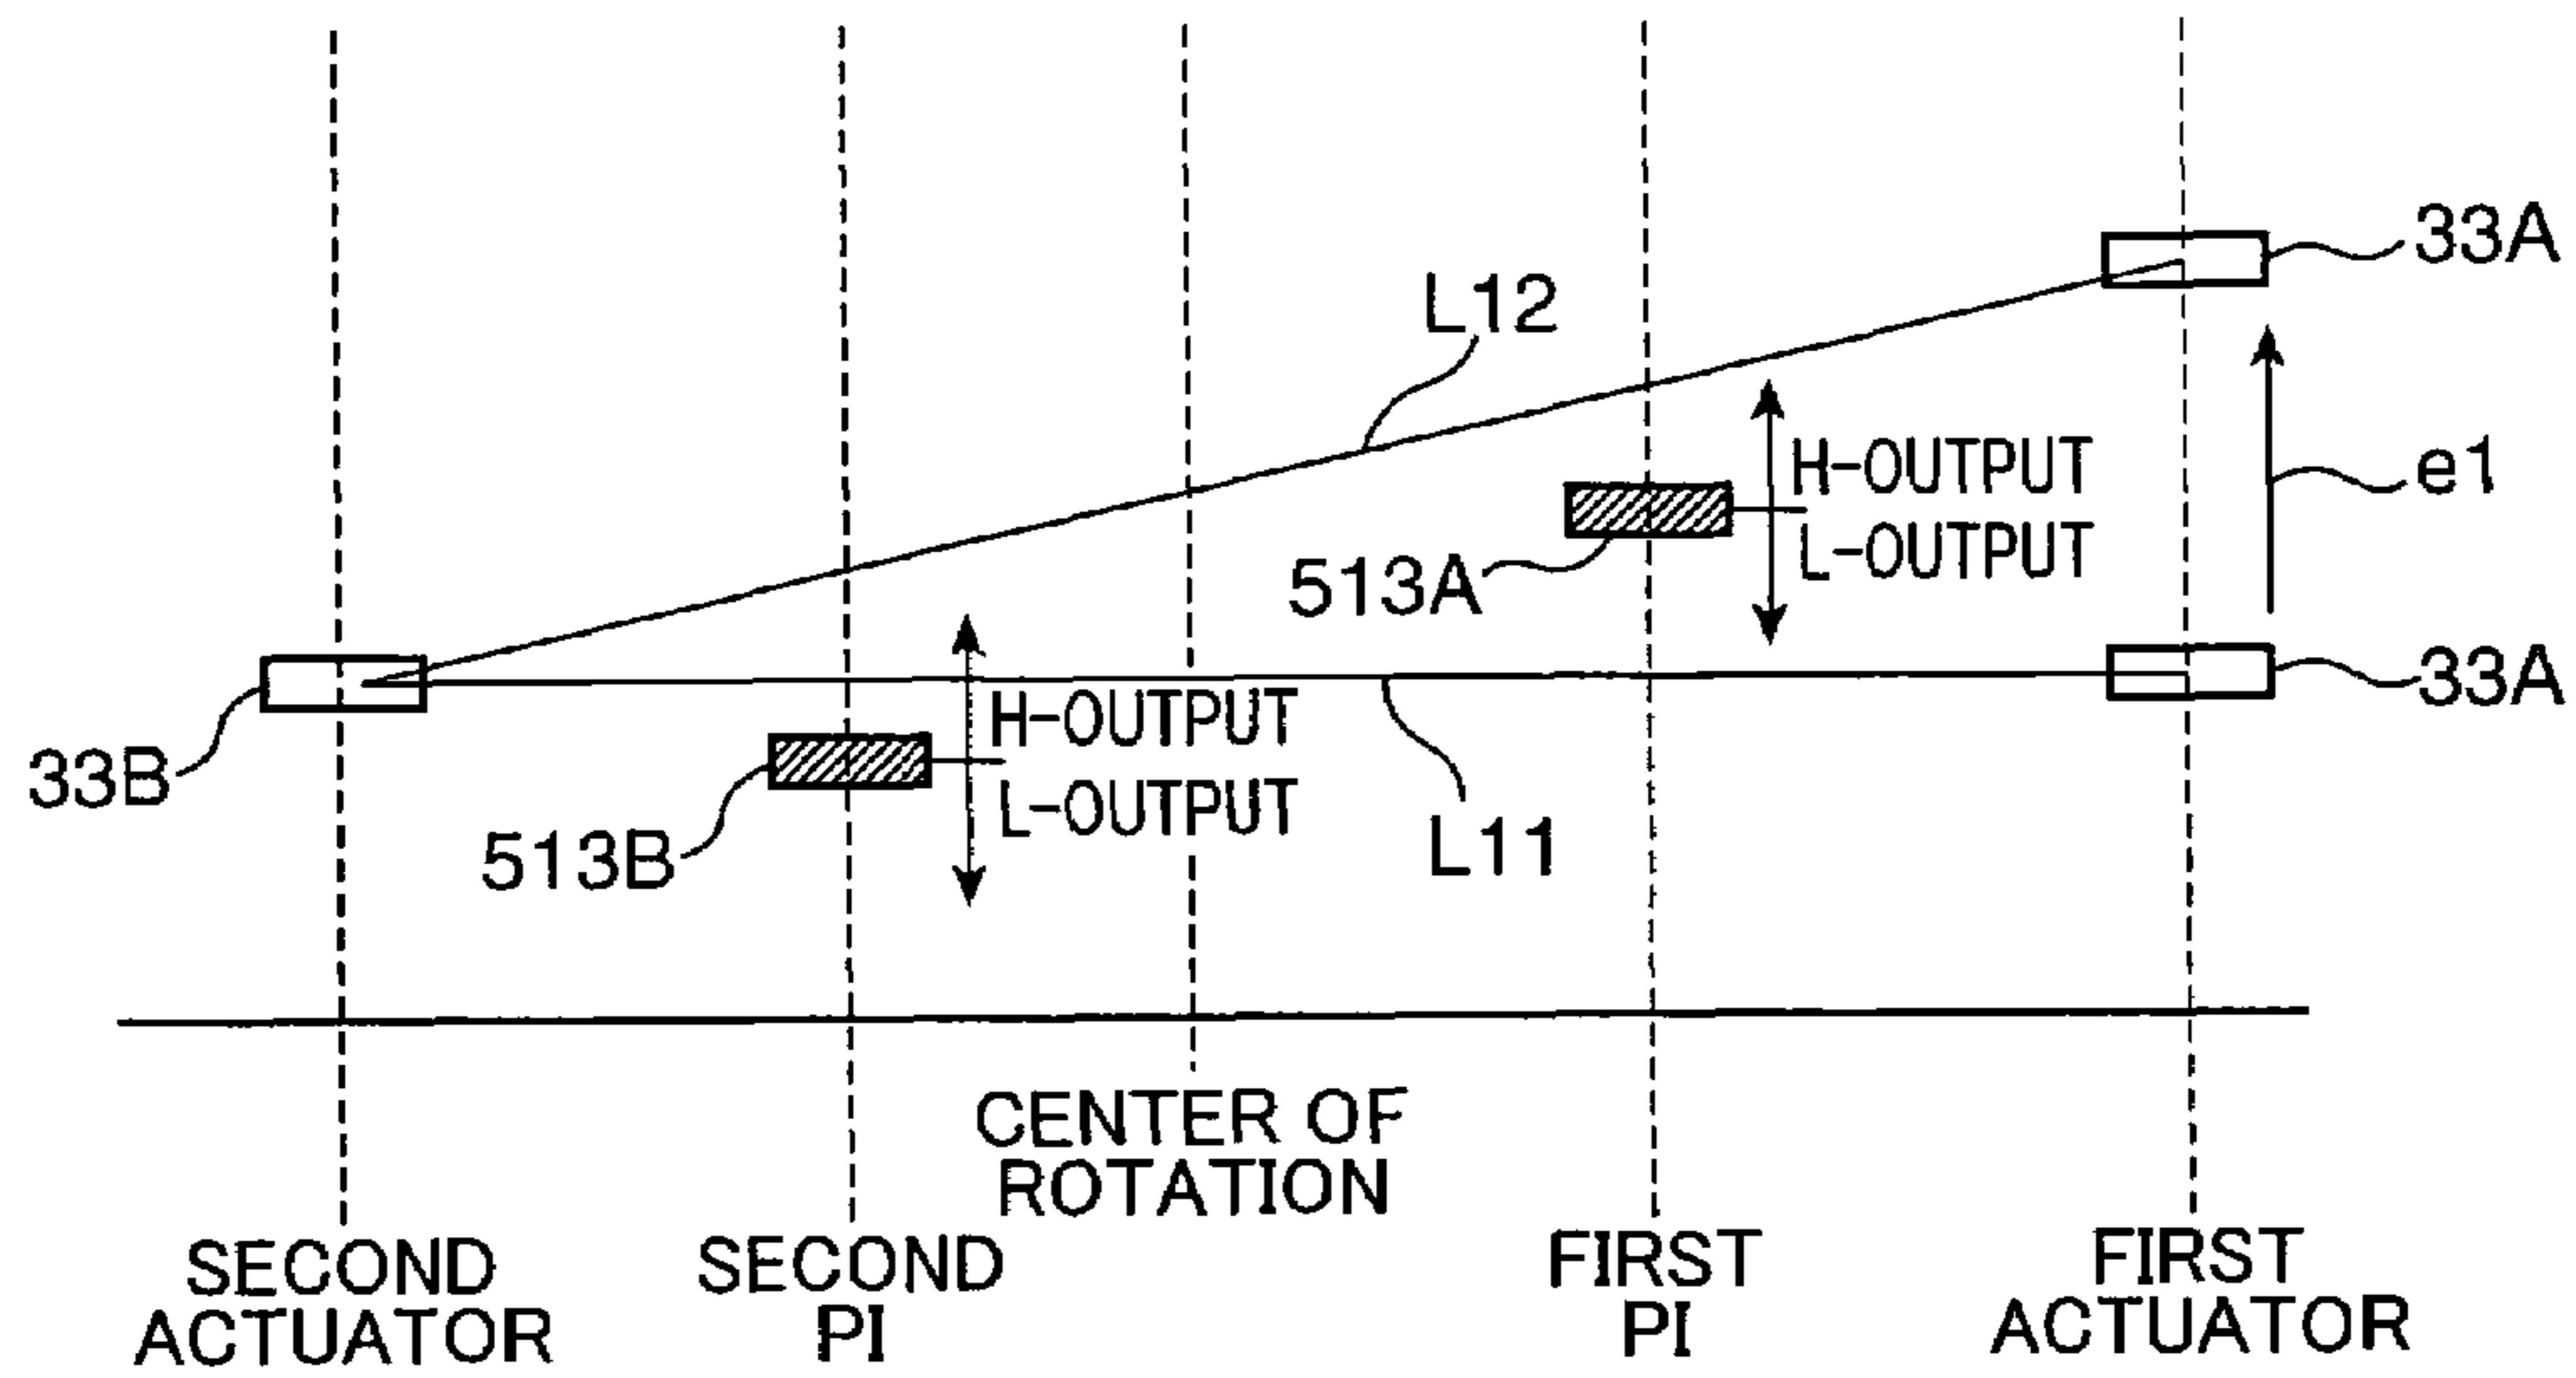 33A
L12
H-OUTPUT
e1
L-OUTPUT
513A
33A
H-OUTPUT
33B
L-OUTPUT
513B
L11
CENTER OF
ROTATION
SECOND
ACTUATOR
SECOND
PI
FIRST
PI
FIRST
ACTUATOR